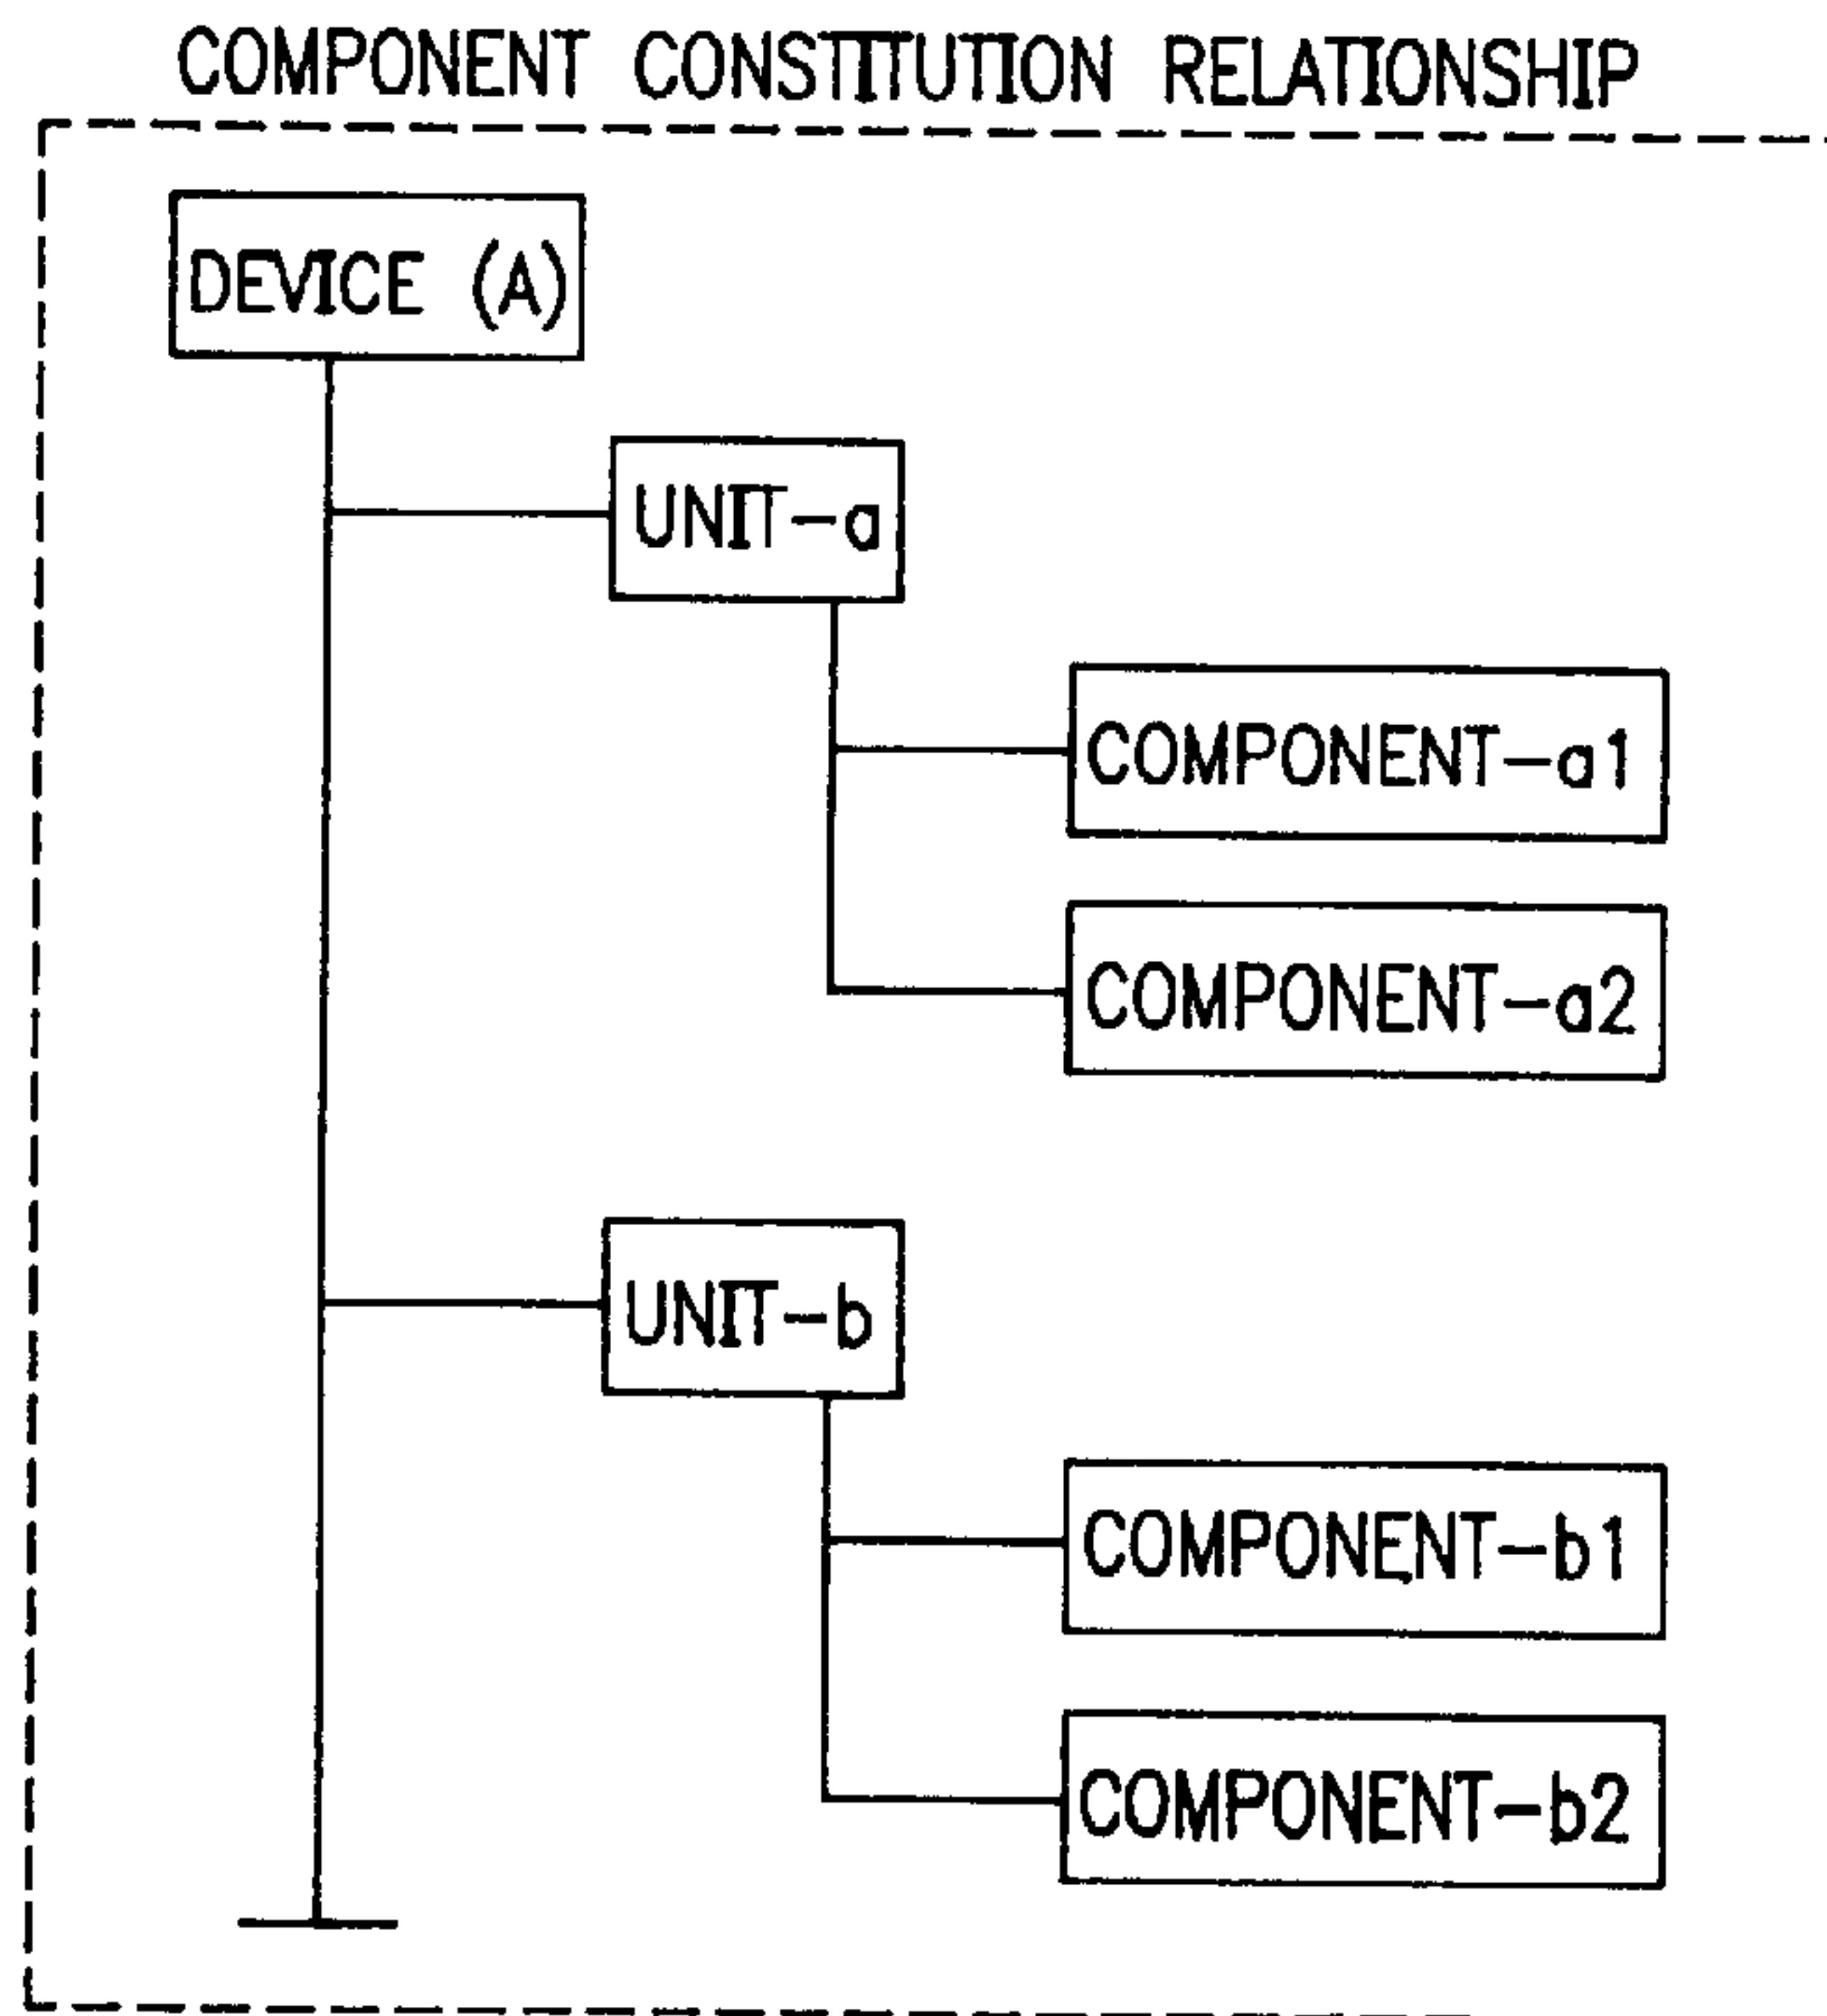 COMPONENT CONSTITUTION RELATIONSHIP
DEVICE (A)
UNIT-a
COMPONENT-a1
COMPONENT-a2
UNIT-b
COMPONENT-b1
COMPONENT-b2